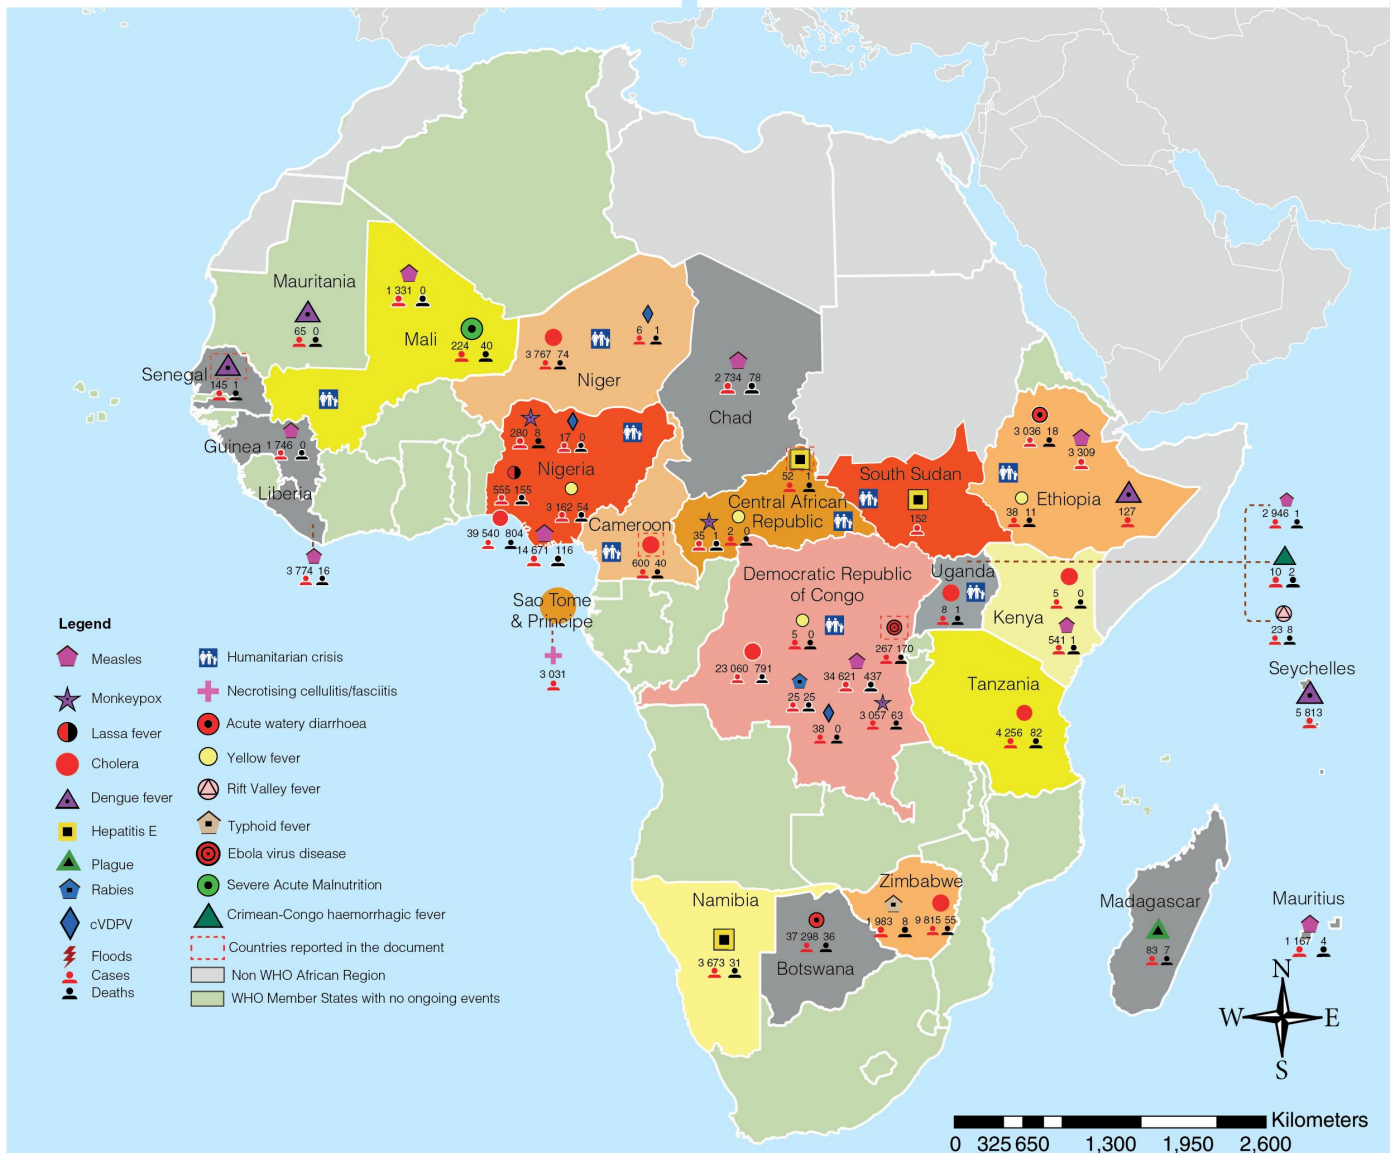 Mauritania
65 0
1 331 0
Mali
224 40
3 767 74
6 1
Niger
2 734 78
Chad
Senegal
145 1
Guinea
1 746 0
Liberia
3 774 16
280 8
17 0
Nigeria
555 155
3 162 54
39 540 804
14 671 116
Cameroon
600 40
52 1
Central African
Republic
35 1
2 0
South Sudan
152
3 036 18
3 309
Ethiopia
38 11
127
2 946 1
10 2
23 8
Sao Tome
& Principe
3 031
Democratic Republic
of Congo
5 0
267 170
23 060 791
34 621 437
25 25
3 057 63
38 0
Uganda
8 1
5 0
Kenya
541 1
Tanzania
4 256 82
Seychelles
5 813
Namibia
3 673 31
37 298 36
Botswana
Zimbabwe
1 983 8
9 815 55
Madagascar
83 7
Mauritius
1 167 4
Legend
Measles
Monkeypox
Lassa fever
Cholera
Dengue fever
Hepatitis E
Plague
Rabies
cVDPV
Floods
Cases
Deaths
Humanitarian crisis
Necrotising cellulitis/fasciitis
Acute watery diarrhoea
Yellow fever
Rift Valley fever
Typhoid fever
Ebola virus disease
Severe Acute Malnutrition
Crimean-Congo haemorrhagic fever
Countries reported in the document
Non WHO African Region
WHO Member States with no ongoing events
N
W E
S
Kilometers
0 325 650 1,300 1,950 2,600